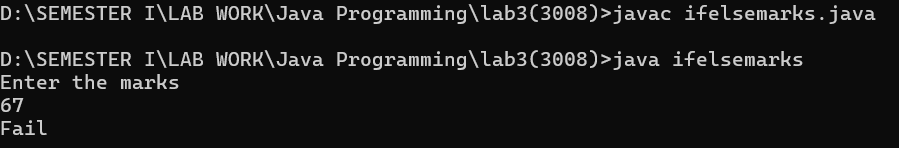 D:\SEMESTER I\LAB WORK\Java Programming\lab3(3008)>javac ifelsemarks.java
D:\SEMESTER I\LAB WORK\Java Programming\lab3(3008)>java ifelsemarks
Enter the marks
67
Fail